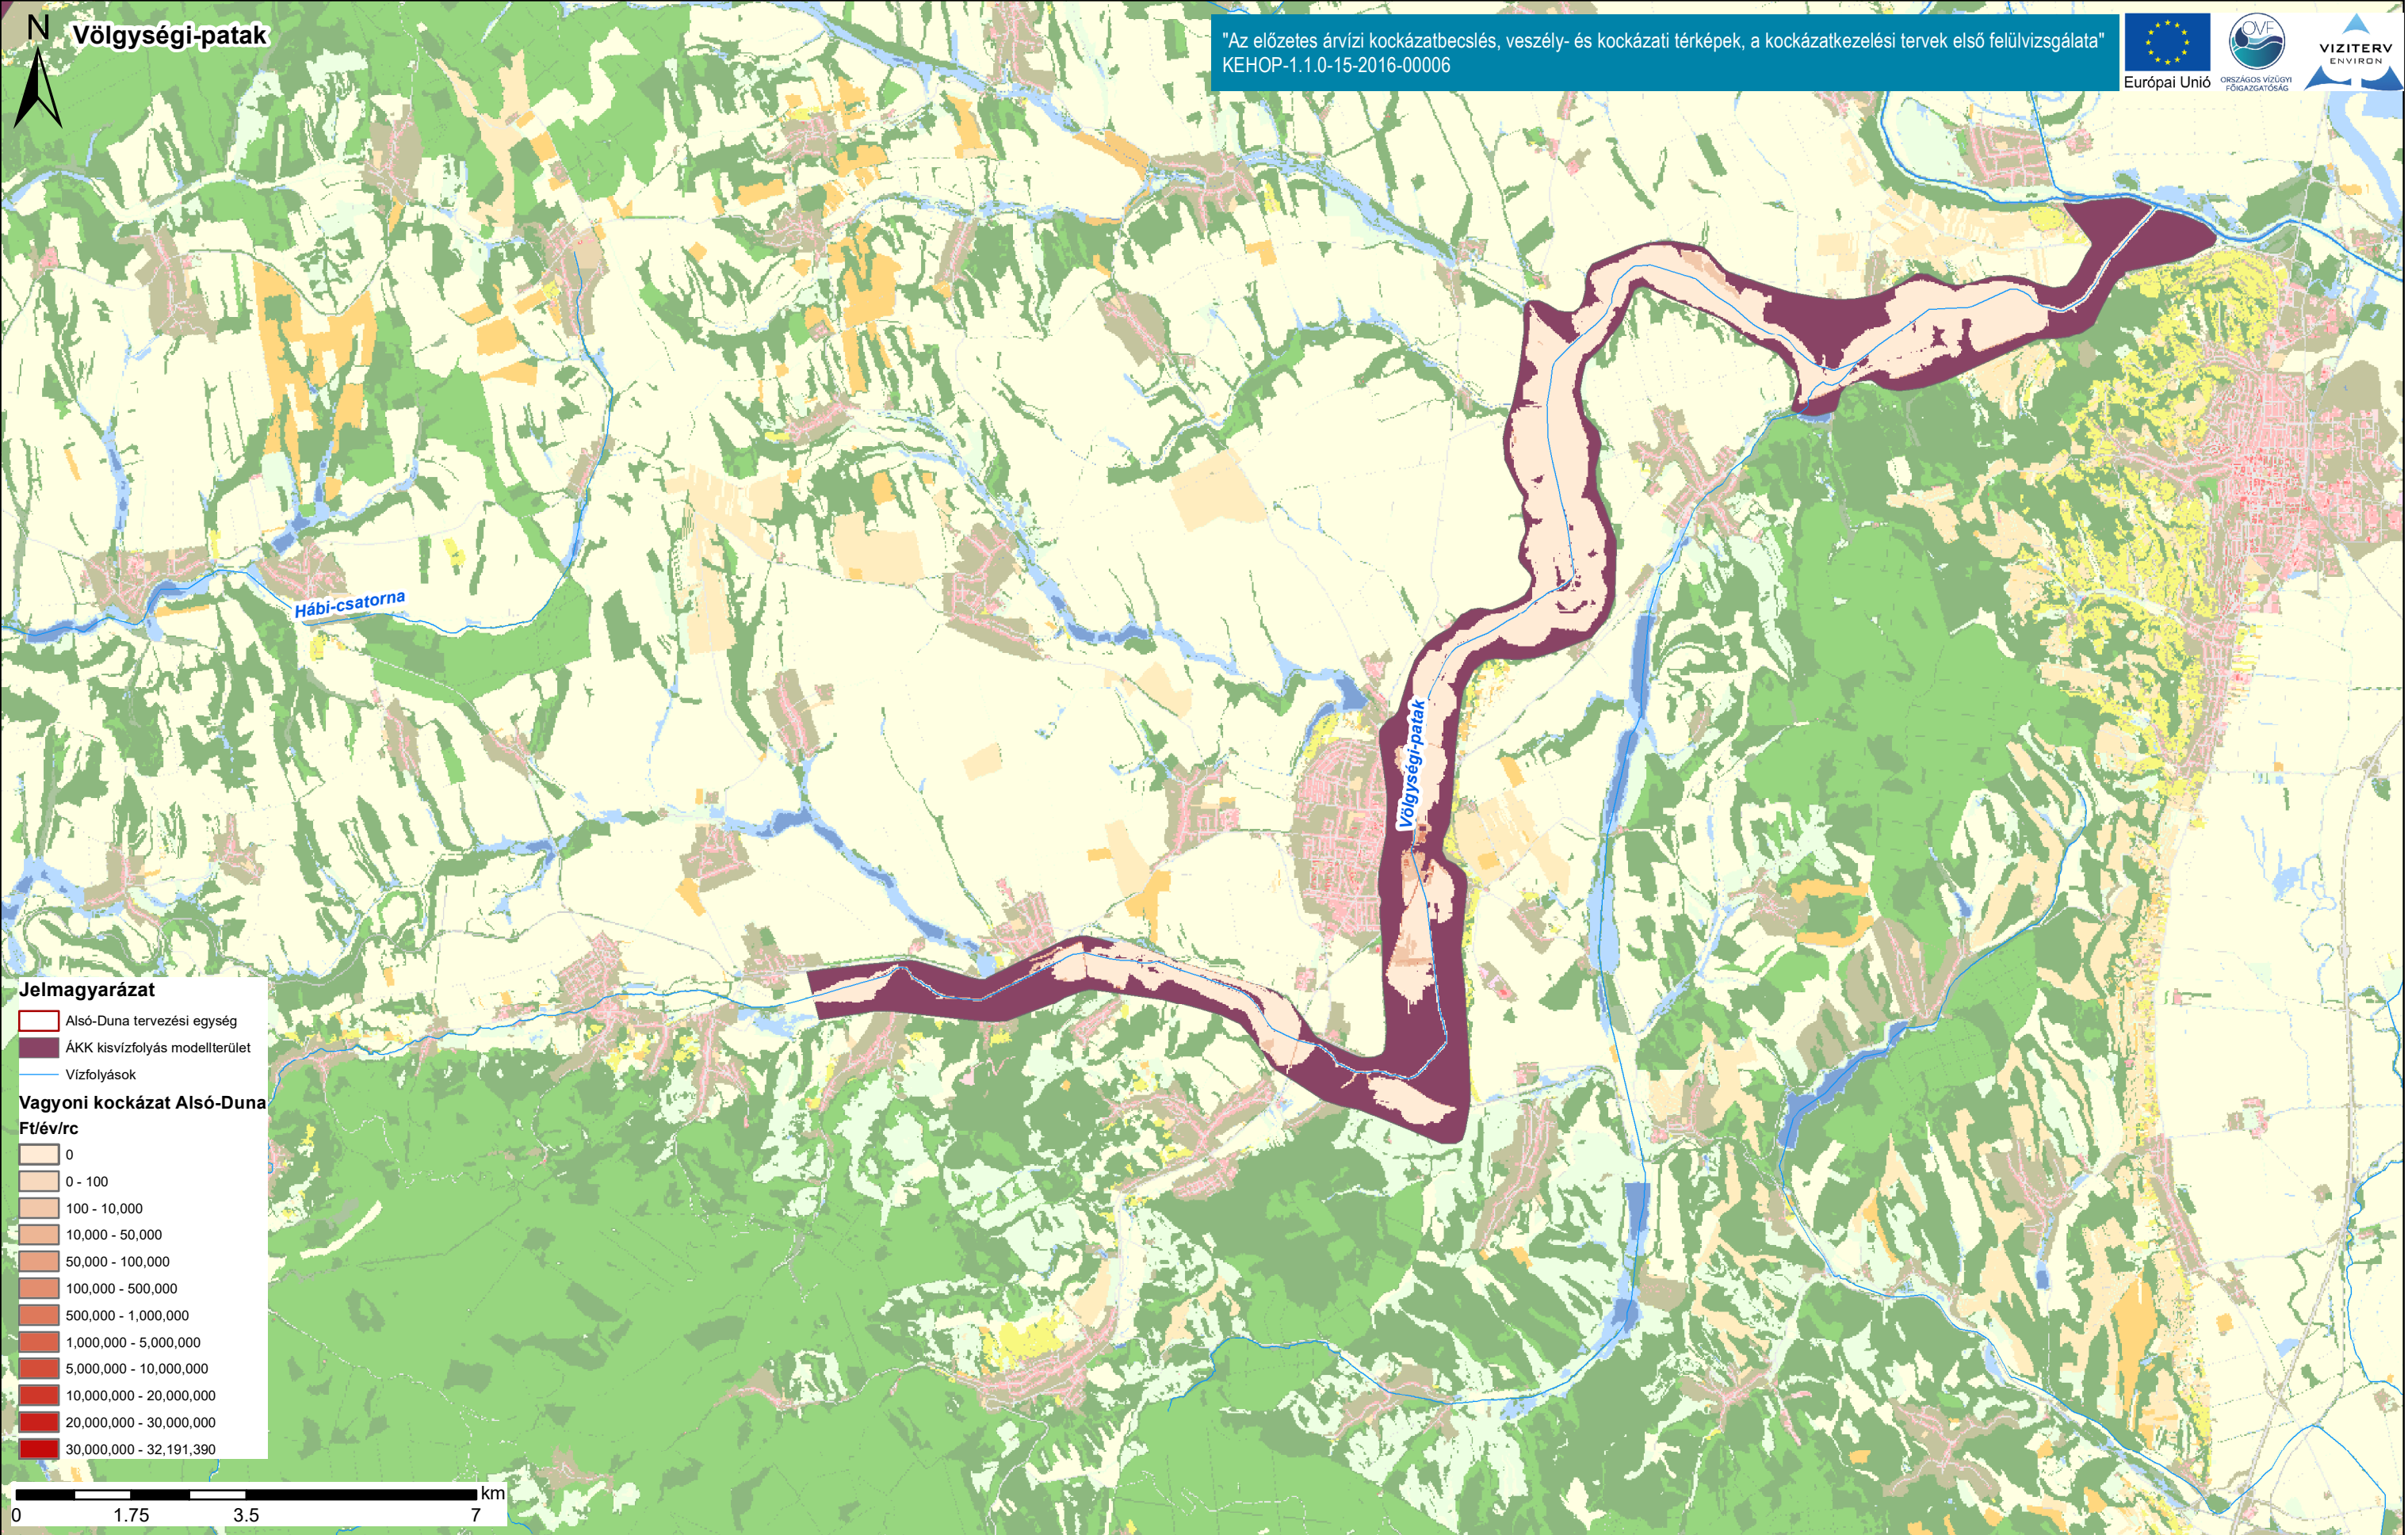 N
Völgységi-patak
"Az előzetes árvízi kockázatbecslés, veszély- és kockázati térképek, a kockázatkezelési tervek első felülvizsgálata"
KEHOP-1.1.0-15-2016-00006
Európai Unió
OVF
ORSZÁGOS VÍZÜGYI
FŐIGAZGATÓSÁG
VIZITERV
ENVIRON
Hábi-csatorna
Völgységi-patak
Jelmagyarázat
Alsó-Duna tervezési egység
ÁKK kisvízfolyás modellterület
Vízfolyások
Vagyoni kockázat Alsó-Duna
Ft/év/rc
0
0 - 100
100 - 10,000
10,000 - 50,000
50,000 - 100,000
100,000 - 500,000
500,000 - 1,000,000
1,000,000 - 5,000,000
5,000,000 - 10,000,000
10,000,000 - 20,000,000
20,000,000 - 30,000,000
30,000,000 - 32,191,390
km
0 1.75 3.5 7